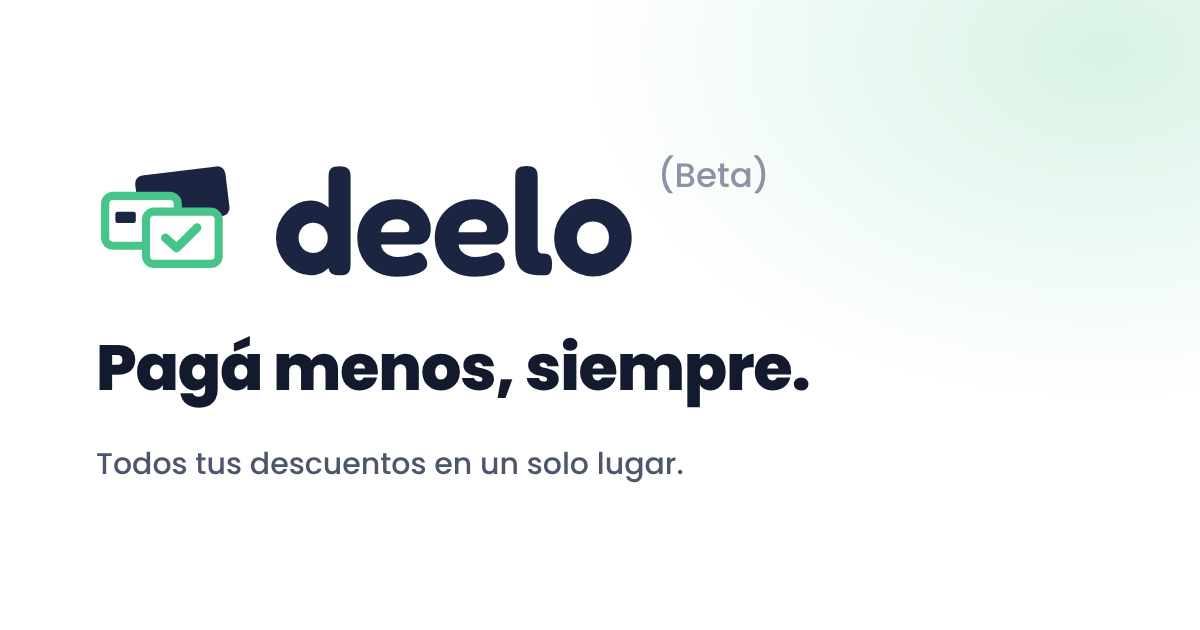 deelo (Beta)
Pagá menos, siempre.
Todos tus descuentos en un solo lugar.